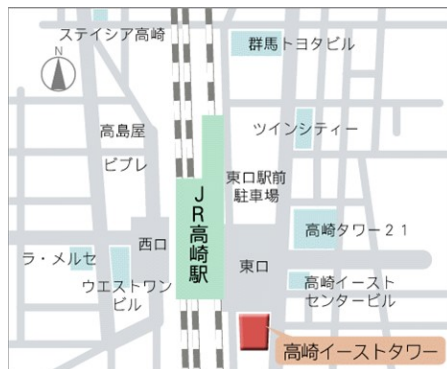 ステイシア高崎
N
群馬トヨタビル
高島屋
ビブレ
ツインシティー
東口駅前
駐車場
JR高崎駅
高崎タワー21
西口
東口
ラ・メルセ
ウエストワン
ビル
高崎イースト
センタービル
高崎イーストタワー